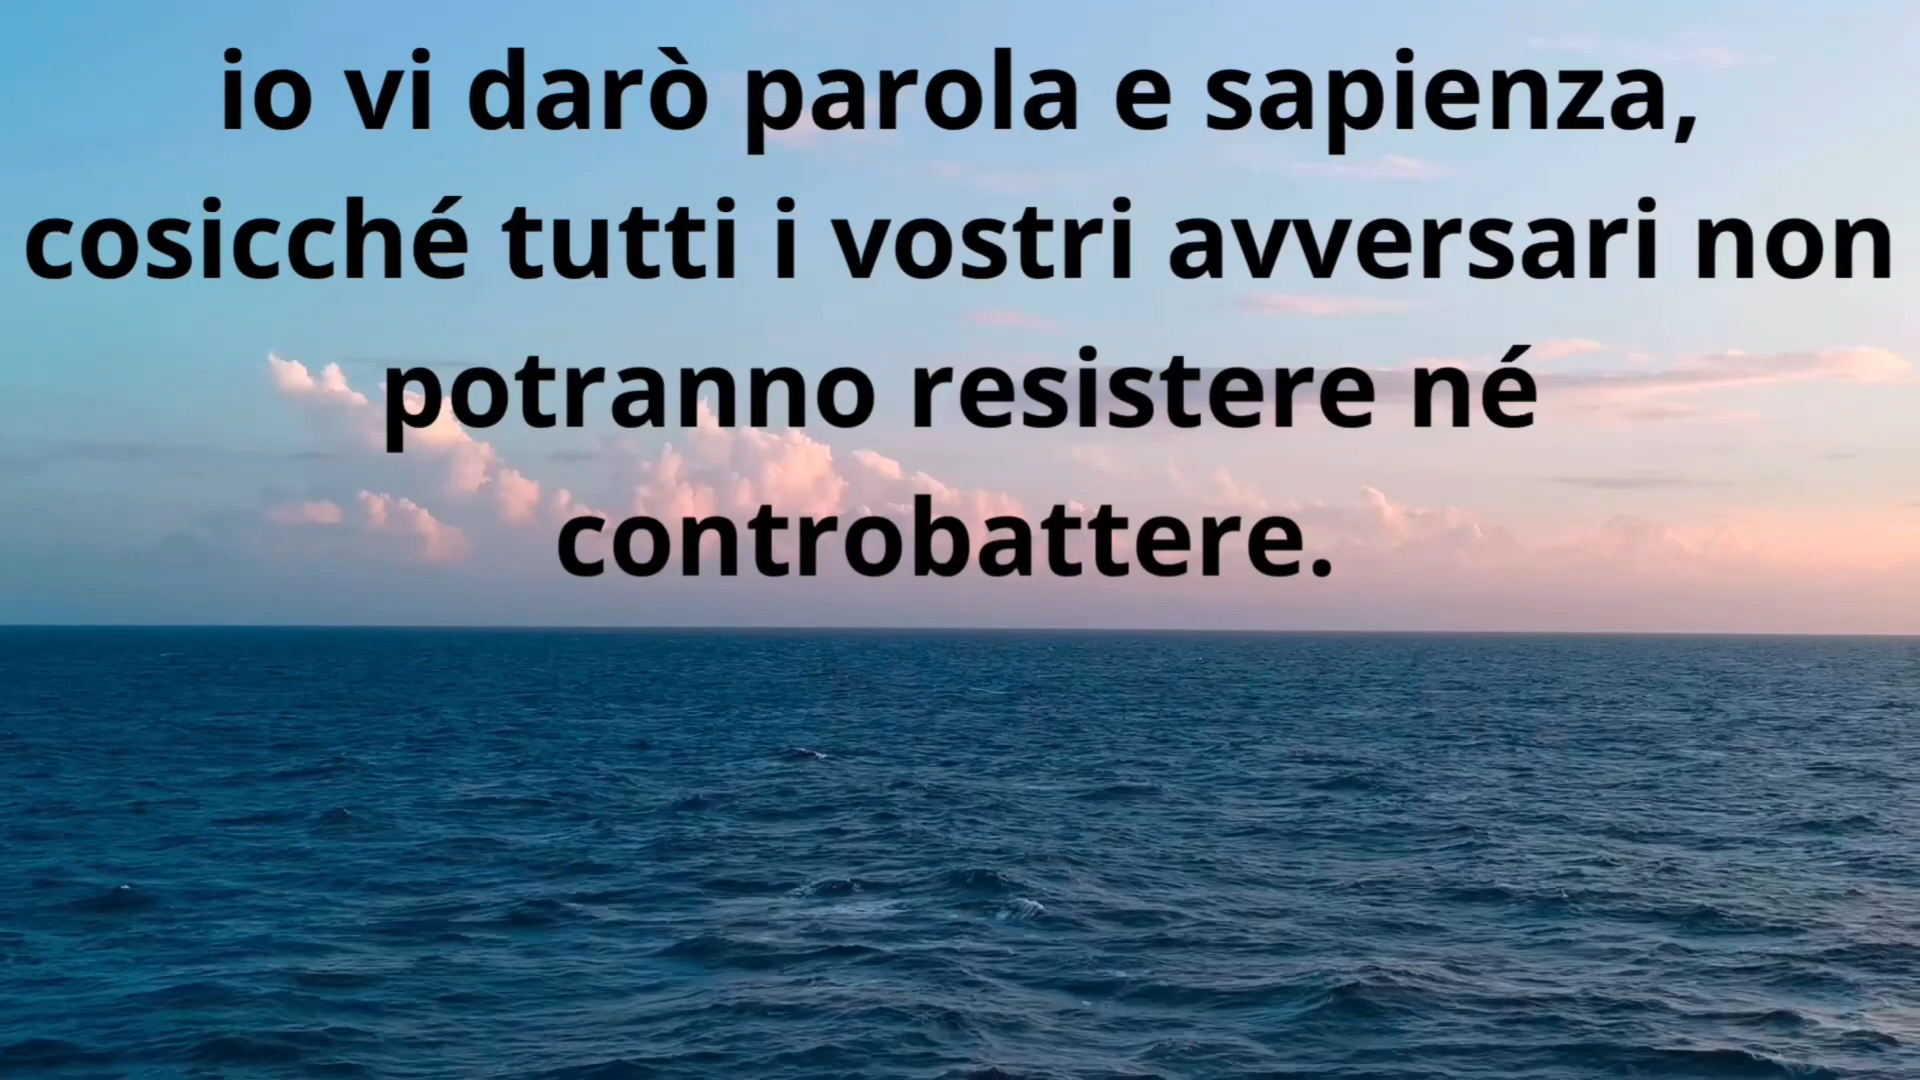 io vi darò parola e sapienza,
cosicché tutti i vostri avversari non
potranno resistere né
controbattere.